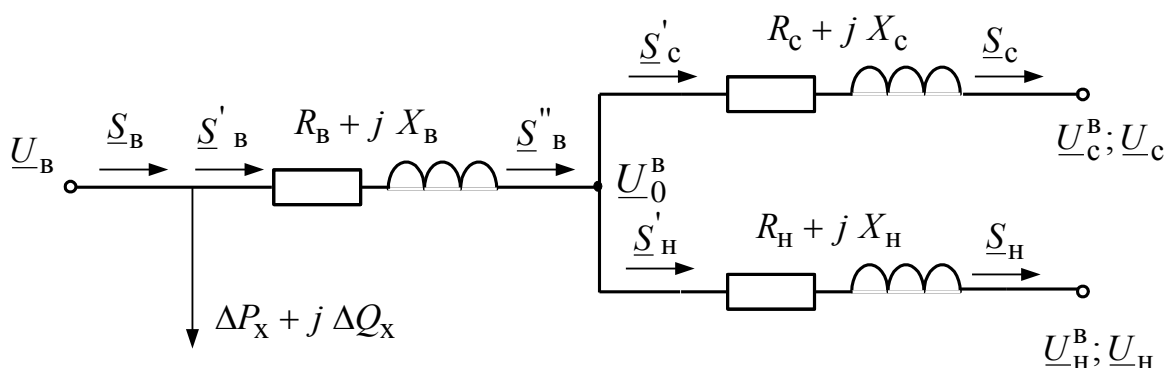 S'с
Rс + j Xс
Sс
Uв
Sв
S'в
Rв + j Xв
S"в
U0в
Uсв; Uс
S'н
Rн + j Xн
Sн
ΔPх + j ΔQх
Uнв; Uн